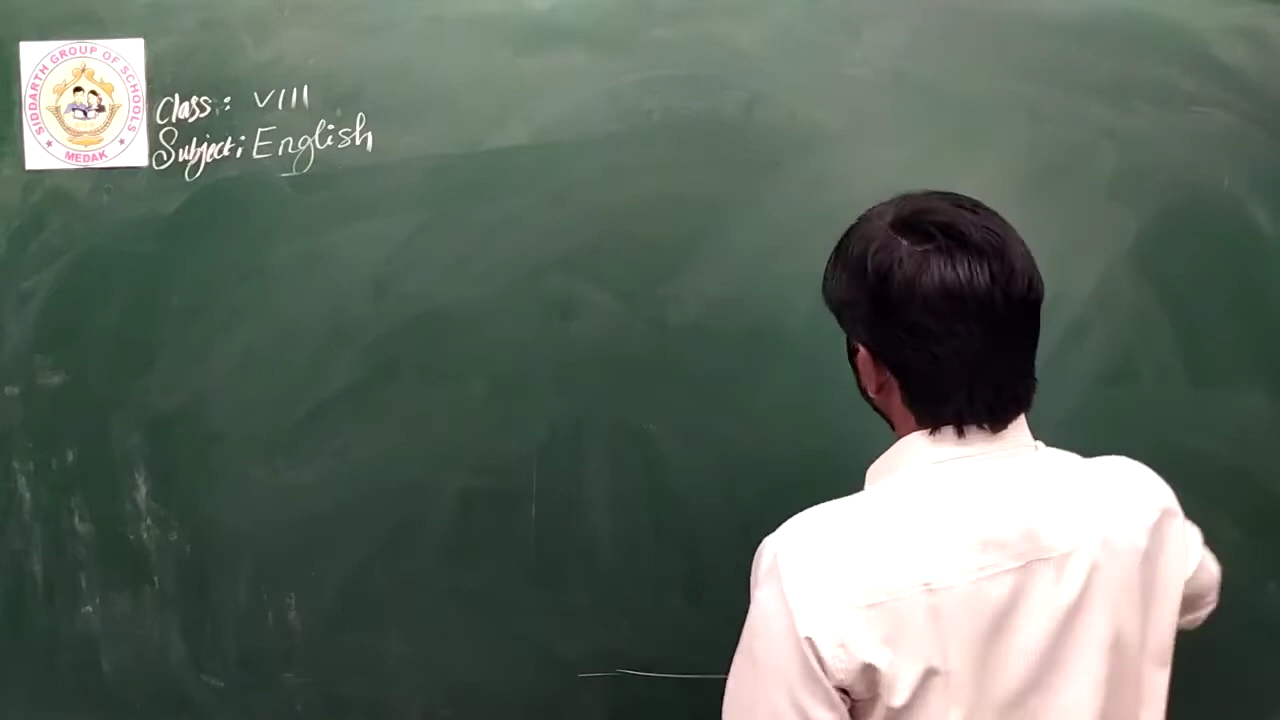 SIDDARTH GROUP OF SCHOOLS
MEDAK
Class : VIII
Subject : English